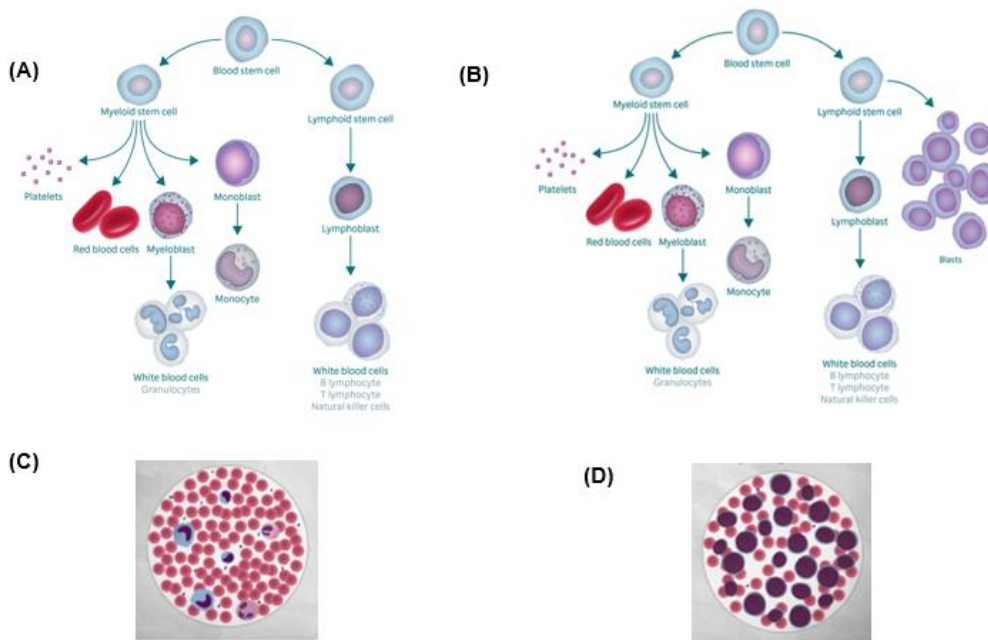 (A)
Blood stem cell
Myeloid stem cell
Lymphoid stem cell
Platelets
Monoblast
Red blood cells
Myeloblast
Lymphoblast
Monocyte
White blood cells
Granulocytes
White blood cells
B lymphocyte
T lymphocyte
Natural killer cells
(B)
Blood stem cell
Myeloid stem cell
Lymphoid stem cell
Platelets
Monoblast
Red blood cells
Myeloblast
Lymphoblast
Blasts
Monocyte
White blood cells
Granulocytes
White blood cells
B lymphocyte
T lymphocyte
Natural killer cells
(C)
(D)